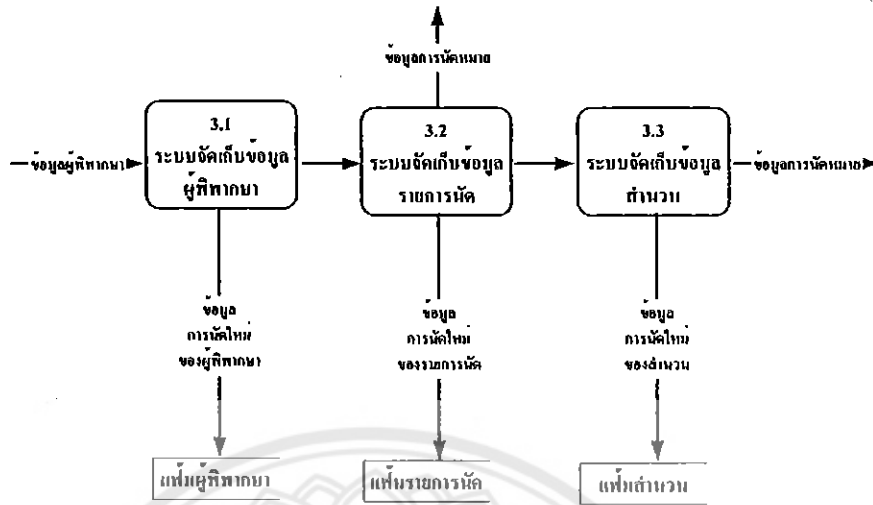 ข้อมูลการนัดหมาย
3.1
ระบบจัดเก็บข้อมูล
ผู้พิพากษา
3.2
ระบบจัดเก็บข้อมูล
รายการนัด
3.3
ระบบจัดเก็บข้อมูล
สำนวน
ข้อมูลผู้พิพากษา
ข้อมูลการนัดหมาย
ข้อมูล
การนัดใหม่
ของผู้พิพากษา
ข้อมูล
การนัดใหม่
ของรายการนัด
ข้อมูล
การนัดใหม่
ของสำนวน
แฟ้มผู้พิพากษา
แฟ้มรายการนัด
แฟ้มสำนวน